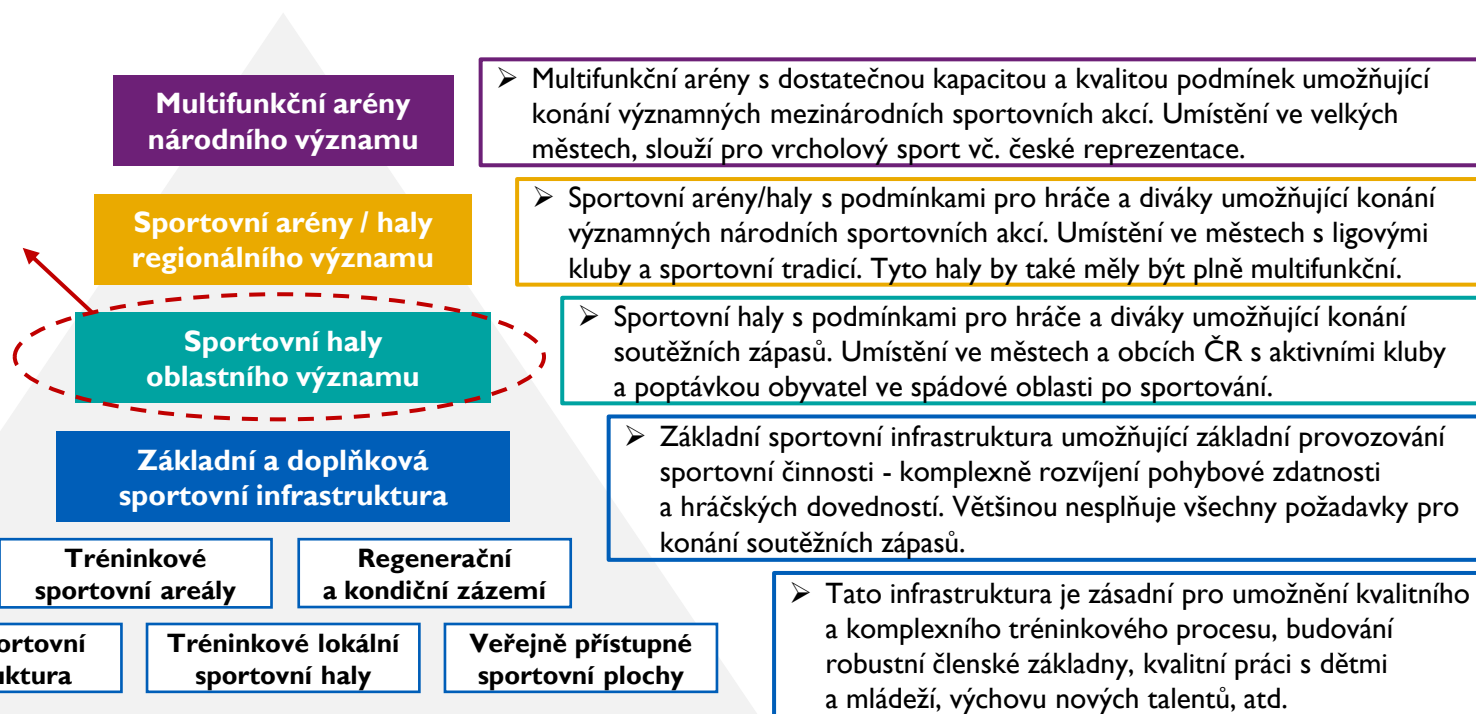 Multifunkční arény
národního významu
➢ Multifunkční arény s dostatečnou kapacitou a kvalitou podmínek umožňující
konání významných mezinárodních sportovních akcí. Umístění ve velkých
městech, slouží pro vrcholový sport vč. české reprezentace.
Sportovní arény / haly
regionálního významu
➢ Sportovní arény/haly s podmínkami pro hráče a diváky umožňující konání
významných národních sportovních akcí. Umístění ve městech s ligovými
kluby a sportovní tradicí. Tyto haly by také měly být plně multifunkční.
Sportovní haly
oblastního významu
➢ Sportovní haly s podmínkami pro hráče a diváky umožňující konání
soutěžních zápasů. Umístění ve městech a obcích ČR s aktivními kluby
a poptávkou obyvatel ve spádové oblasti po sportování.
Základní a doplňková
sportovní infrastruktura
➢ Základní sportovní infrastruktura umožňující základní provozování
sportovní činnosti - komplexně rozvíjení pohybové zdatnosti
a hráčských dovedností. Většinou nesplňuje všechny požadavky pro
konání soutěžních zápasů.
Tréninkové
sportovní areály
Regenerační
a kondiční zázemí
➢ Tato infrastruktura je zásadní pro umožnění kvalitního
a komplexního tréninkového procesu, budování
robustní členské základny, kvalitní práci s dětmi
a mládeží, výchovu nových talentů, atd.
Tréninkové lokální
sportovní haly
Veřejně přístupné
sportovní plochy